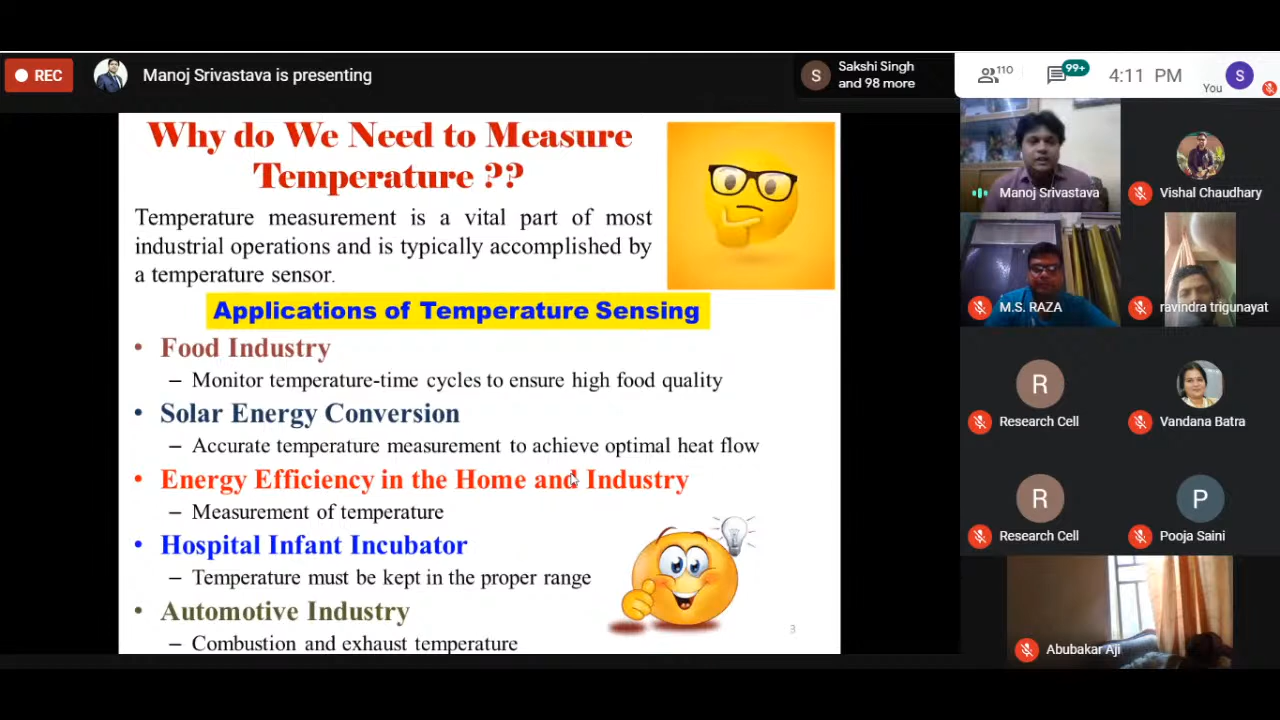 REC
Manoj Srivastava is presenting
S
Sakshi Singh
and 98 more
110
99+
4:11 PM
You
S
Why do We Need to Measure
Temperature ??
Temperature measurement is a vital part of most
industrial operations and is typically accomplished by
a temperature sensor.
Applications of Temperature Sensing
• Food Industry
– Monitor temperature-time cycles to ensure high food quality
• Solar Energy Conversion
– Accurate temperature measurement to achieve optimal heat flow
• Energy Efficiency in the Home and Industry
– Measurement of temperature
• Hospital Infant Incubator
– Temperature must be kept in the proper range
• Automotive Industry
– Combustion and exhaust temperature
3
Manoj Srivastava
Vishal Chaudhary
M.S. RAZA
ravindra trigunayat
R
Research Cell
Vandana Batra
R
Research Cell
P
Pooja Saini
Abubakar Aji